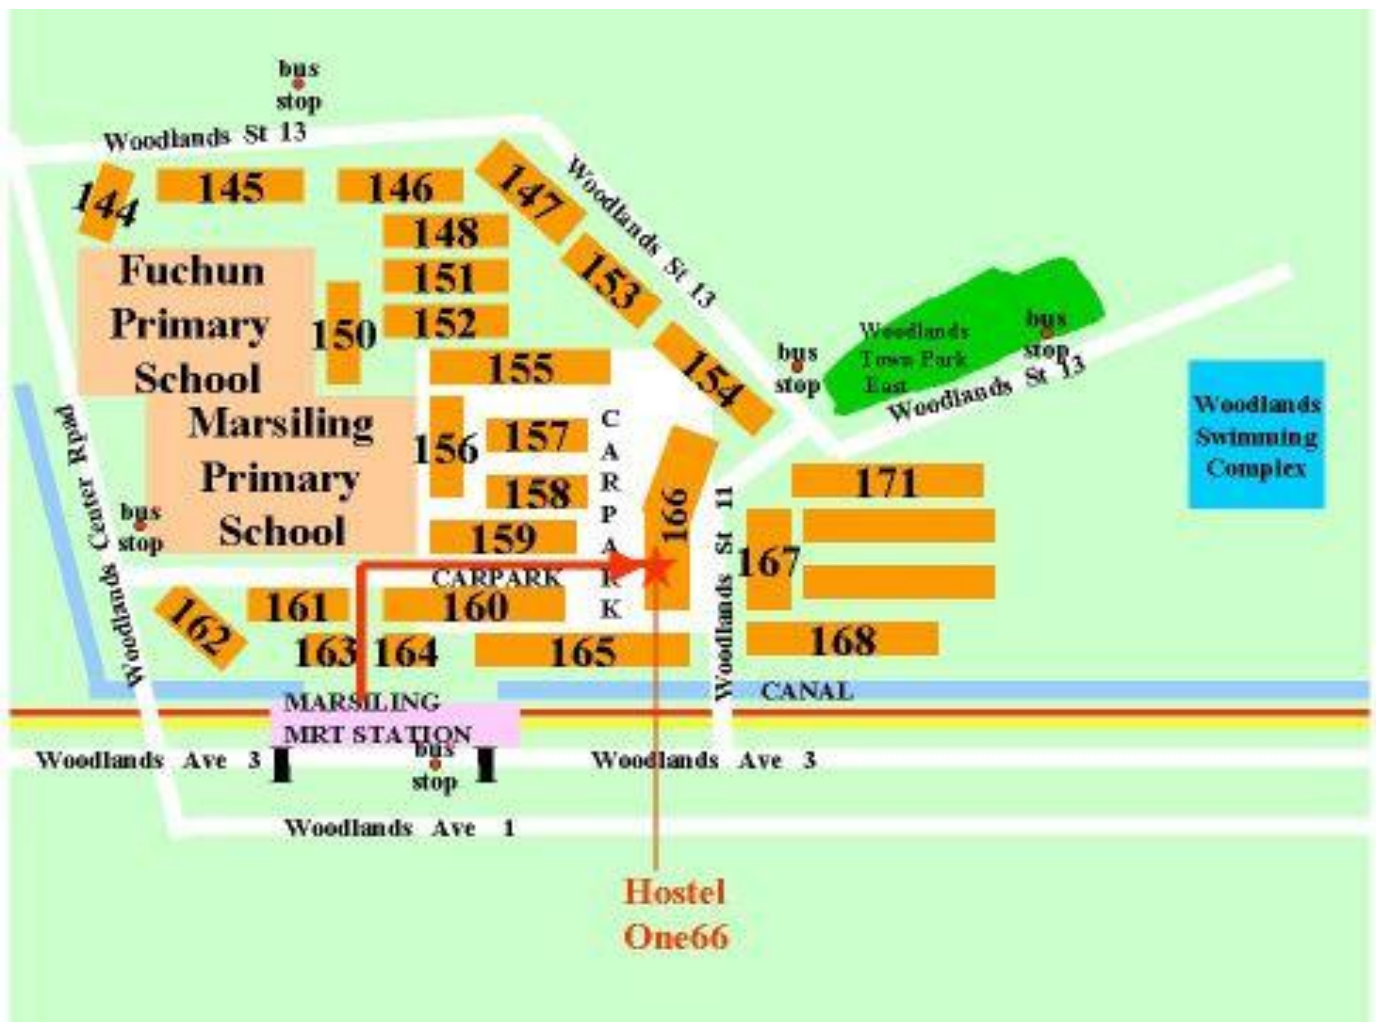 bus
stop
Woodlands St 13
144
145
146
147
Woodlands St 13
148
Fuchun
Primary
School
151
153
150
152
Woodlands
Town Park
East
bus
stop
bus
stop
154
155
Woodlands St 13
Woodlands
Swimming
Complex
Marsiling
Primary
School
Woodlands Center Rpad
156
157
CARPARK
158
166
Woodlands St 11
171
bus
stop
159
167
CARPARK
162
161
160
163
164
165
168
MARSILING
MRT STATION
CANAL
Woodlands Ave 3
bus
stop
Woodlands Ave 3
Woodlands Ave 1
Hostel
One66